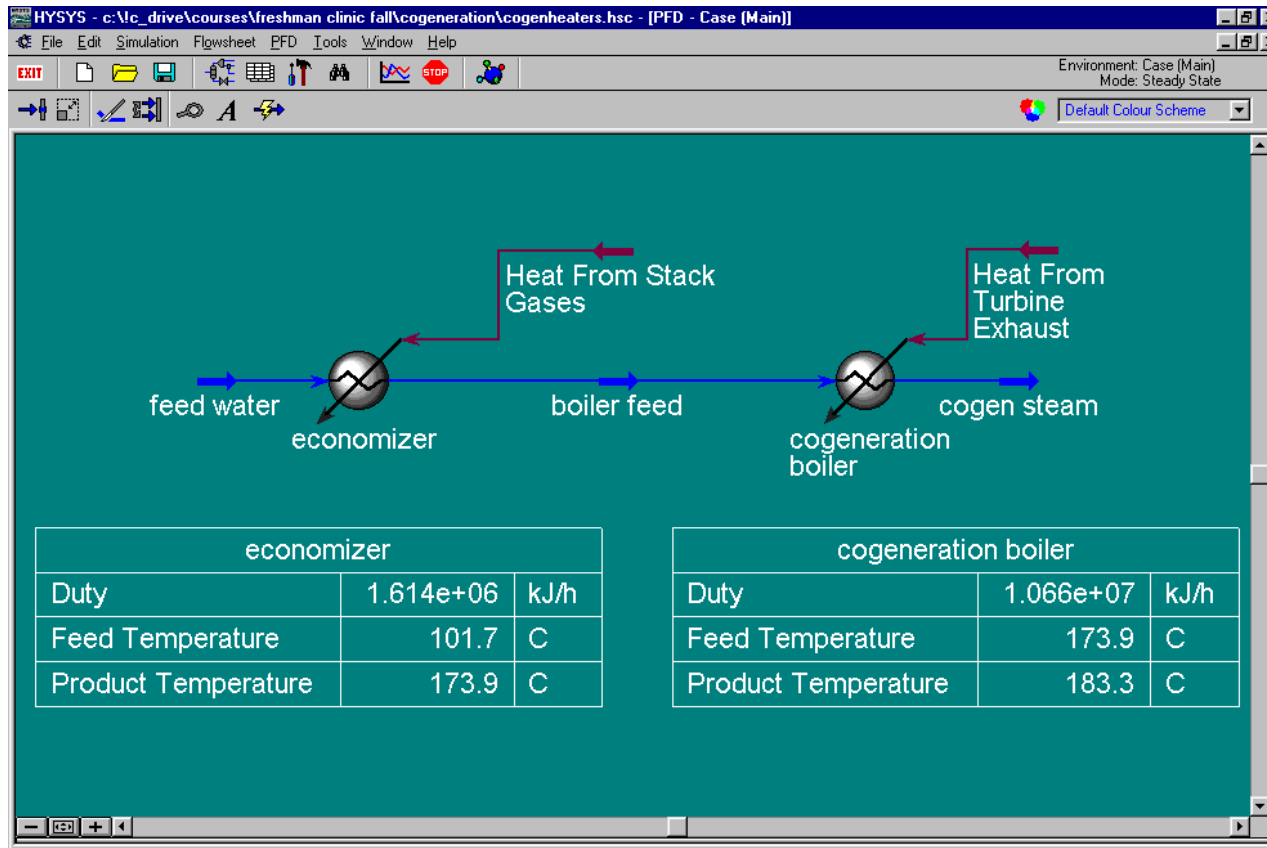 HYSYS - c:\!c_drive\courses\freshman clinic fall\cogeneration\cogenheaters.hsc - [PFD - Case (Main)]
File Edit Simulation Flowsheet PFD Tools Window Help
EXIT STOP Environment: Case (Main)
Mode: Steady State
A Default Colour Scheme
Heat From Stack
Gases
Heat From
Turbine
Exhaust
feed water
boiler feed
cogen steam
economizer
cogeneration
boiler
economizer
Duty 1.614e+06 kJ/h
Feed Temperature 101.7 C
Product Temperature 173.9 C
cogeneration boiler
Duty 1.066e+07 kJ/h
Feed Temperature 173.9 C
Product Temperature 183.3 C